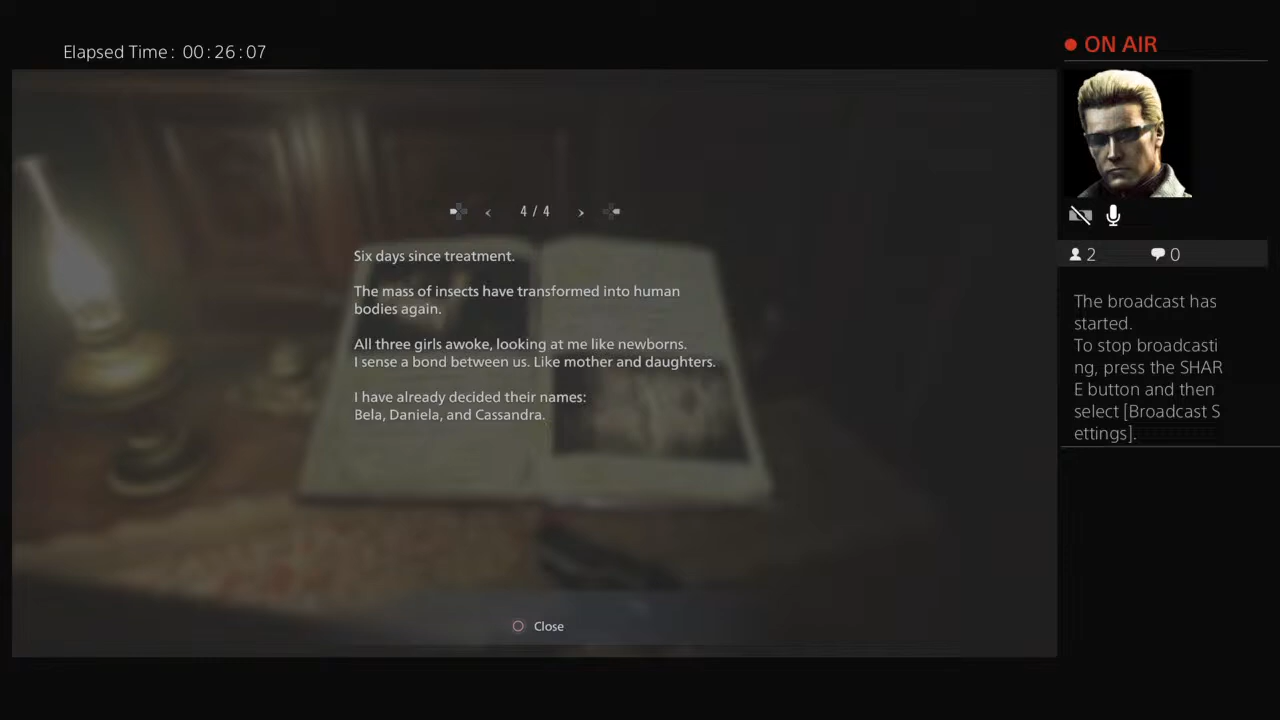 Elapsed Time: 00:26:07
ON AIR
4 / 4
Six days since treatment.
The mass of insects have transformed into human
bodies again.
All three girls awoke, looking at me like newborns.
I sense a bond between us. Like mother and daughters.
I have already decided their names:
Bela, Daniela, and Cassandra.
Close
2
0
The broadcast has
started.
To stop broadcasti
ng, press the SHAR
E button and then
select [Broadcast S
ettings].